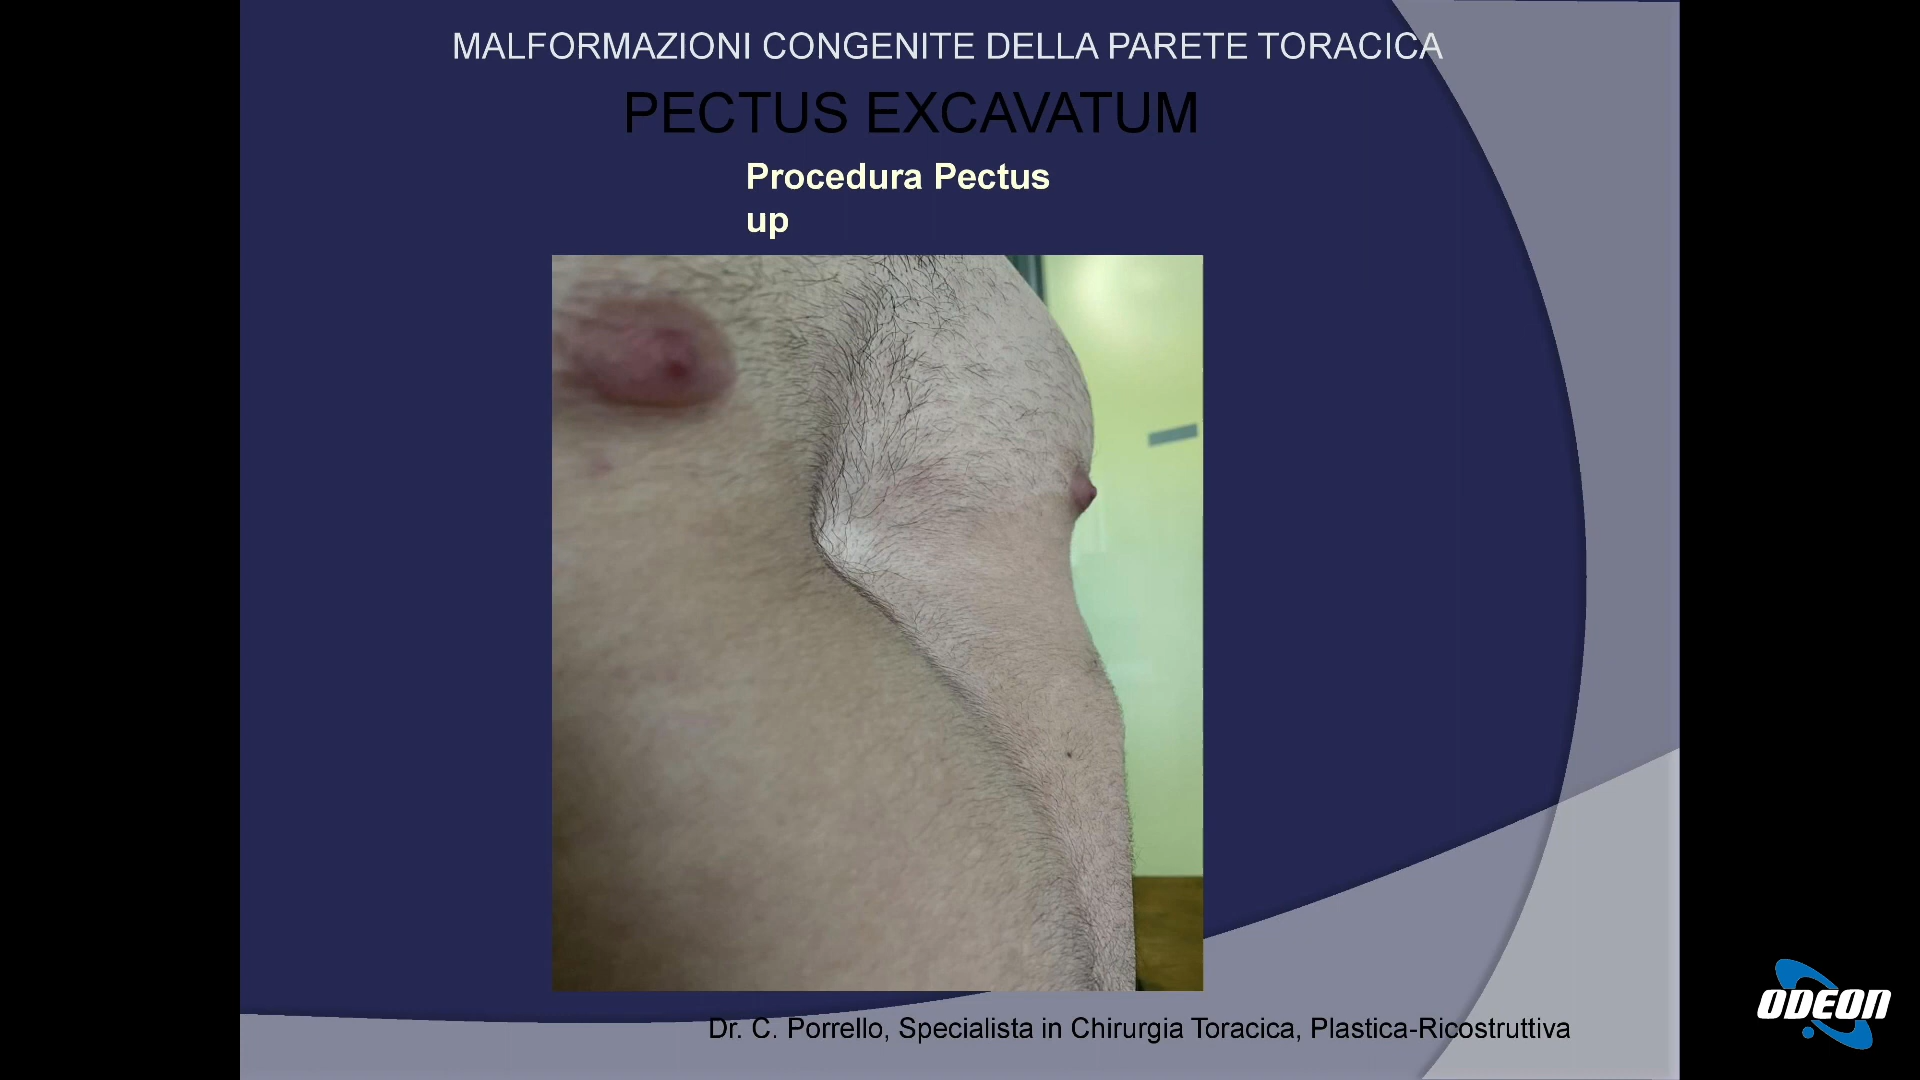 MALFORMAZIONI CONGENITE DELLA PARETE TORACICA
PECTUS EXCAVATUM
Procedura Pectus
up
Dr. C. Porrello, Specialista in Chirurgia Toracica, Plastica-Ricostruttiva
ODEON